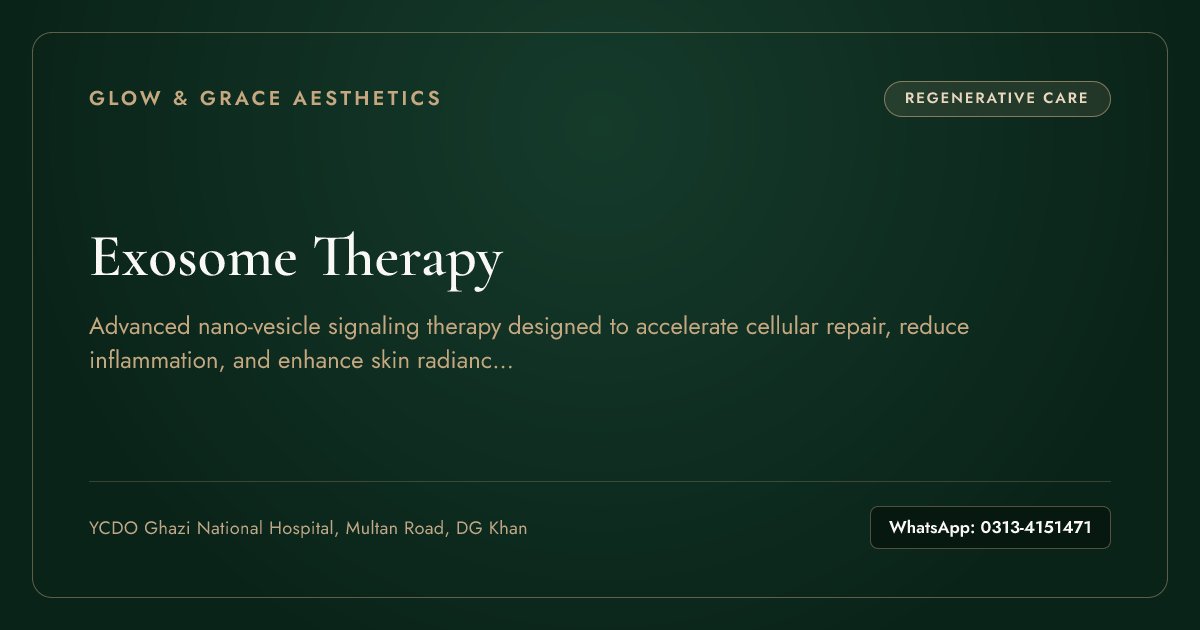 GLOW & GRACE AESTHETICS
REGENERATIVE CARE
Exosome Therapy
Advanced nano-vesicle signaling therapy designed to accelerate cellular repair, reduce
inflammation, and enhance skin radianc...
YCDO Ghazi National Hospital, Multan Road, DG Khan
WhatsApp: 0313-4151471